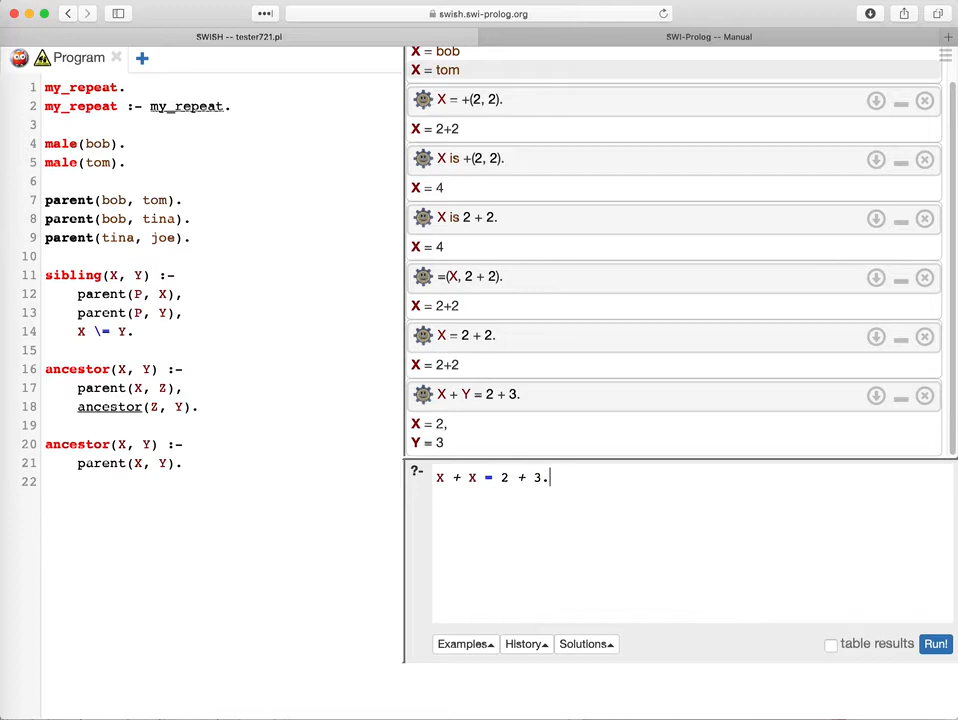 swish.swi-prolog.org
SWISH -- tester721.pl
SWI-Prolog -- Manual
Program
1 my_repeat.
2 my_repeat :- my_repeat.
3
4 male(bob).
5 male(tom).
6
7 parent(bob, tom).
8 parent(bob, tina).
9 parent(tina, joe).
10
11 sibling(X, Y) :-
12 parent(P, X),
13 parent(P, Y),
14 X \= Y.
15
16 ancestor(X, Y) :-
17 parent(X, Z),
18 ancestor(Z, Y).
19
20 ancestor(X, Y) :-
21 parent(X, Y).
22
X = bob
X = tom
X = +(2, 2).
X = 2+2
X is +(2, 2).
X = 4
X is 2 + 2.
X = 4
=(X, 2 + 2).
X = 2+2
X = 2 + 2.
X = 2+2
X + Y = 2 + 3.
X = 2,
Y = 3
?- X + X = 2 + 3.
Examples History Solutions table results Run!